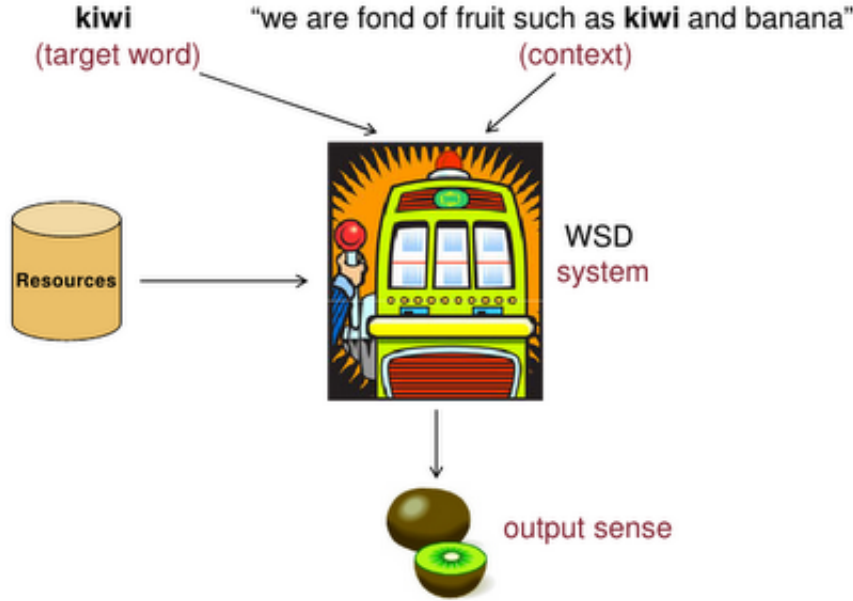 kiwi
(target word)
“we are fond of fruit such as kiwi and banana”
(context)
Resources
WSD
system
output sense